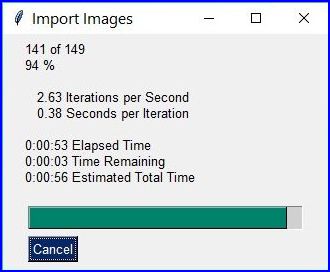 Import Images
141 of 149
94 %
2.63 Iterations per Second
0.38 Seconds per Iteration
0:00:53 Elapsed Time
0:00:03 Time Remaining
0:00:56 Estimated Total Time
Cancel